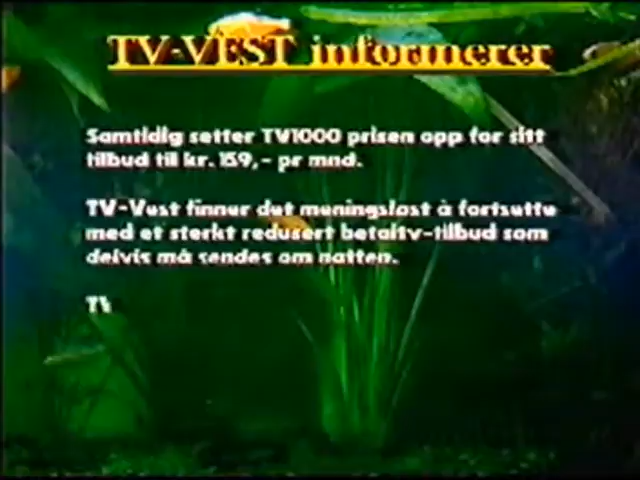 TV-VEST informerer
Samtidig setter TV1000 prisen opp for sitt
tilbud til kr. 159,- pr mnd.
TV-Vest finner det meningsløst å fortsette
med et sterkt redusert betaltv-tilbud som
delvis må sendes om natten.
TV